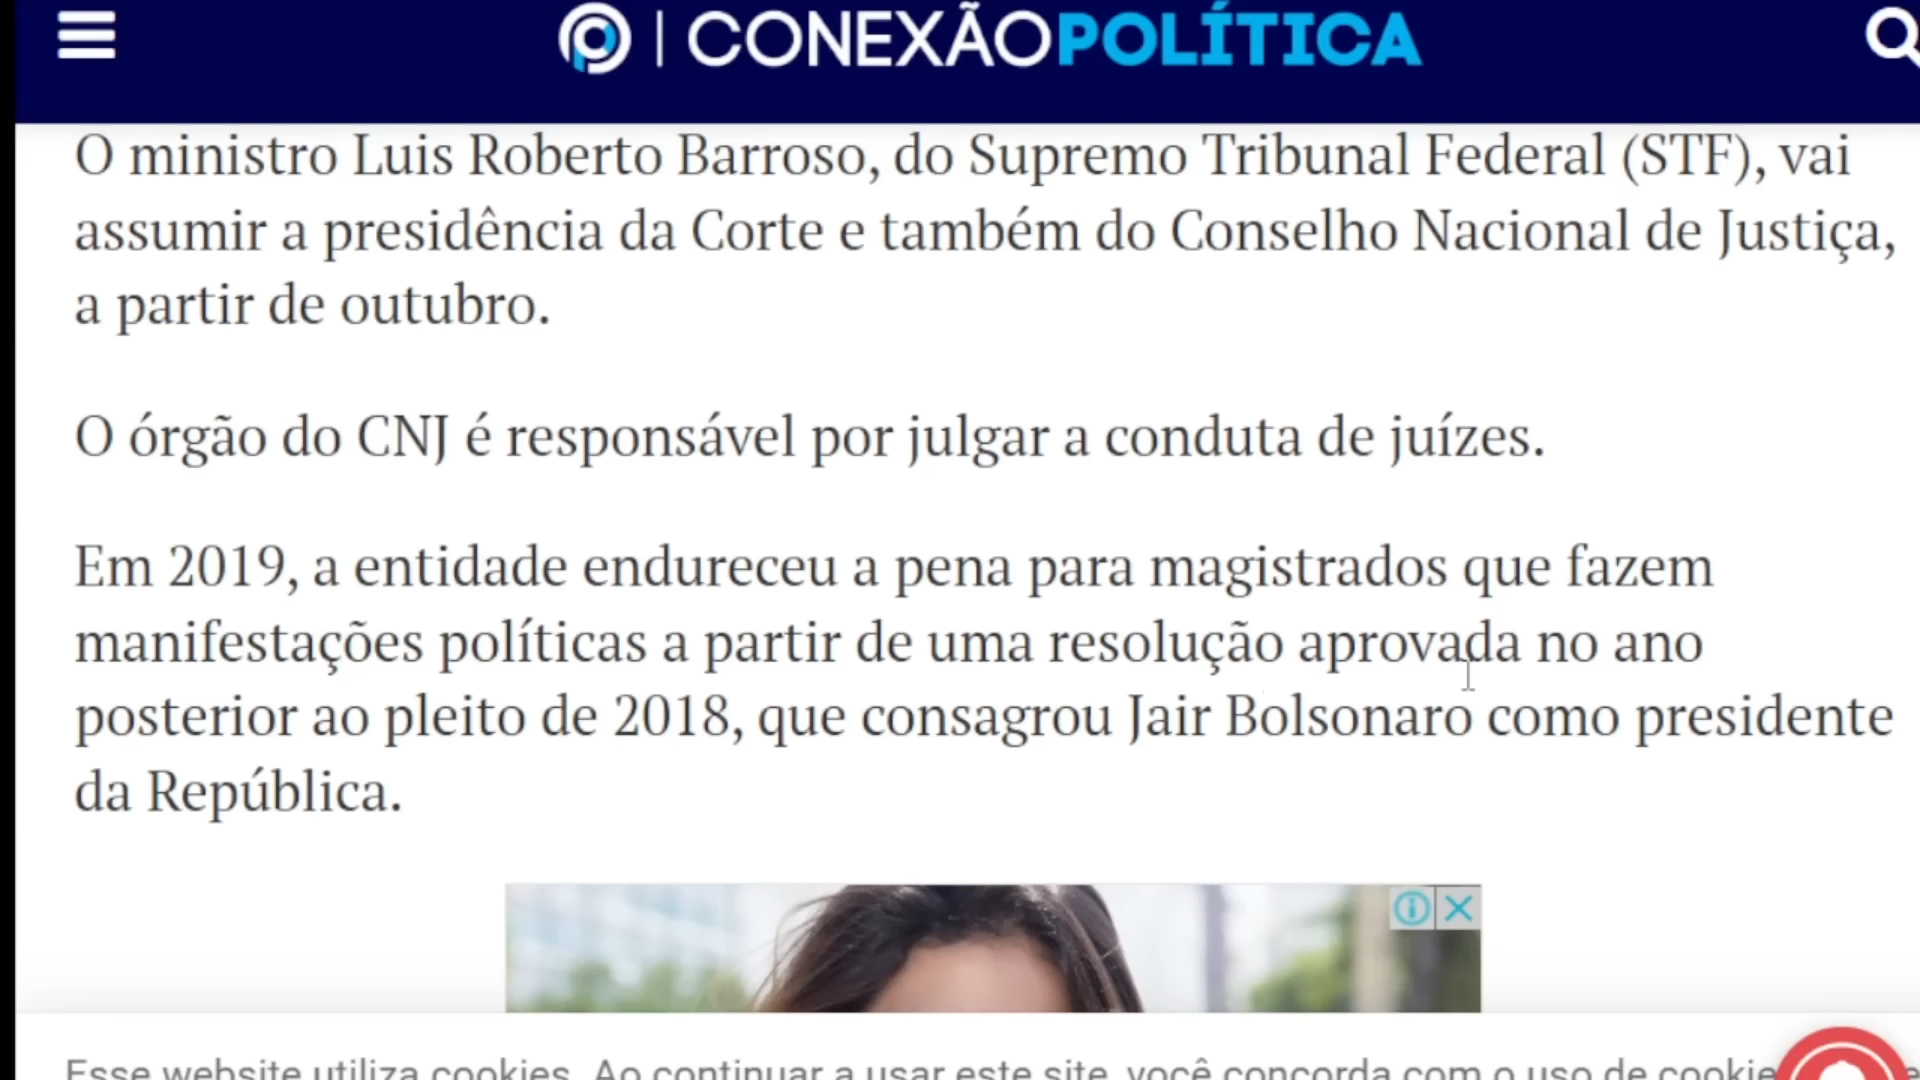 CONEXÃOPOLÍTICA
O ministro Luis Roberto Barroso, do Supremo Tribunal Federal (STF), vai
assumir a presidência da Corte e também do Conselho Nacional de Justiça,
a partir de outubro.
O órgão do CNJ é responsável por julgar a conduta de juízes.
Em 2019, a entidade endureceu a pena para magistrados que fazem
manifestações políticas a partir de uma resolução aprovada no ano
posterior ao pleito de 2018, que consagrou Jair Bolsonaro como presidente
da República.
Esse website utiliza cookies. Ao continuar a usar este site, você concorda com o uso de cookie